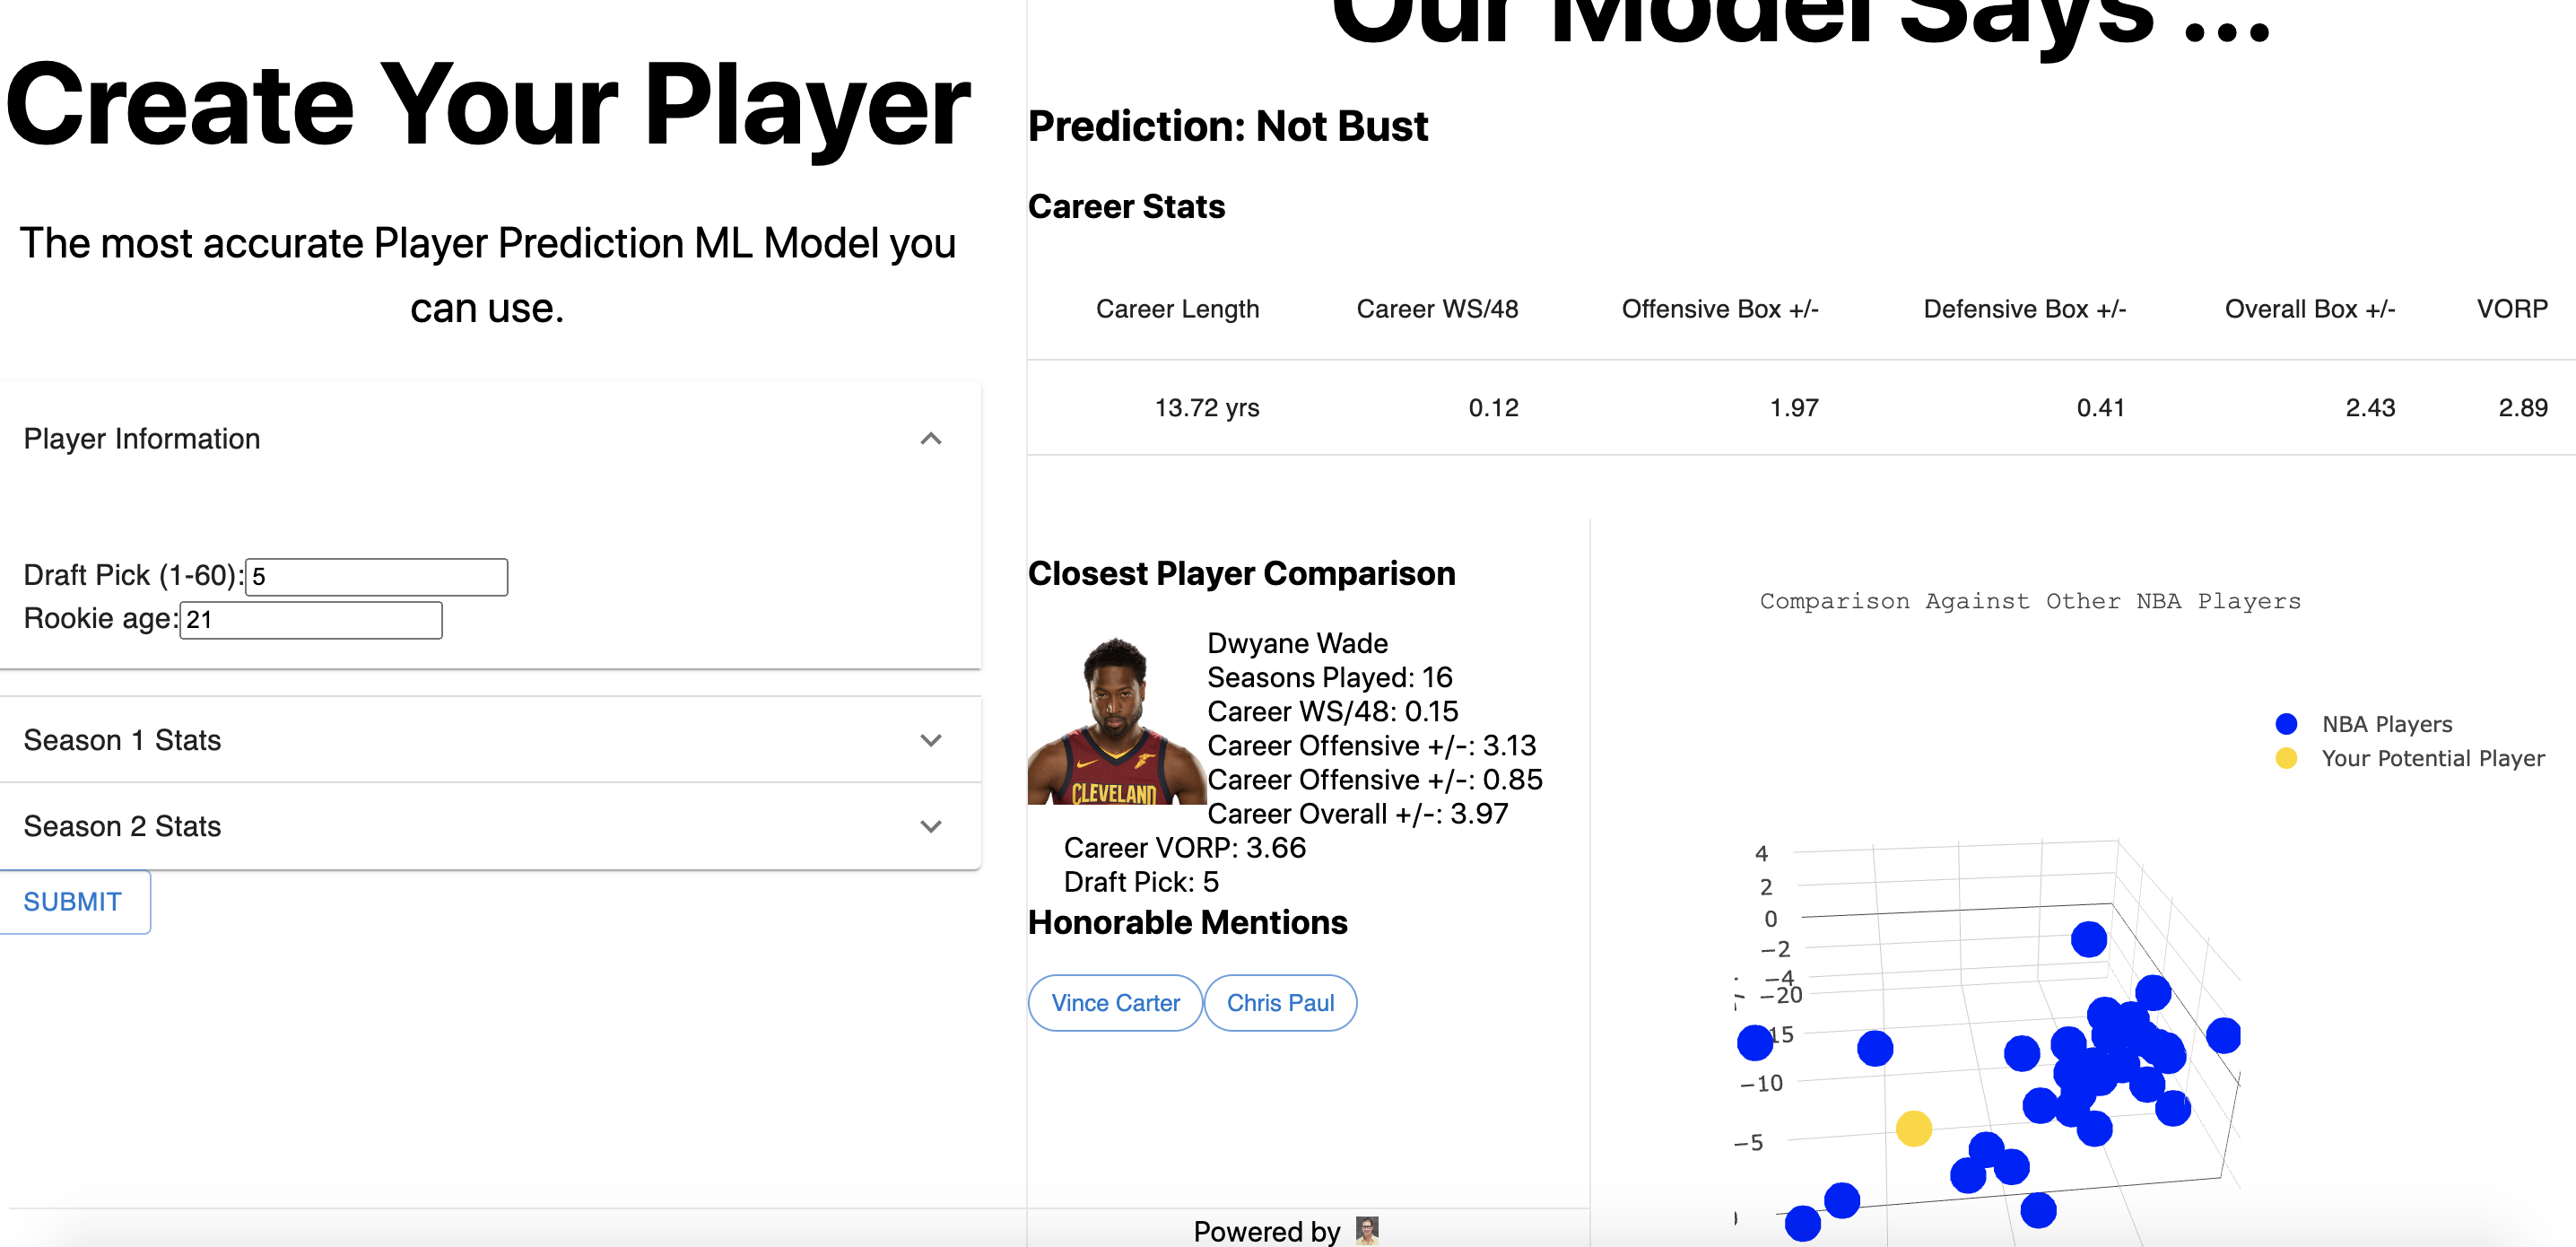 Create Your Player
The most accurate Player Prediction ML Model you
can use.
Player Information
Draft Pick (1-60): 5
Rookie age: 21
Season 1 Stats
Season 2 Stats
SUBMIT
Our Model Says ...
Prediction: Not Bust
Career Stats
Career Length Career WS/48 Offensive Box +/- Defensive Box +/- Overall Box +/- VORP
13.72 yrs 0.12 1.97 0.41 2.43 2.89
Closest Player Comparison
CLEVELAND
Dwyane Wade
Seasons Played: 16
Career WS/48: 0.15
Career Offensive +/-: 3.13
Career Offensive +/-: 0.85
Career Overall +/-: 3.97
Career VORP: 3.66
Draft Pick: 5
Honorable Mentions
Vince Carter Chris Paul
Powered by
Comparison Against Other NBA Players
NBA Players
Your Potential Player
4
2
0
−2
−4
−20
15
−10
−5